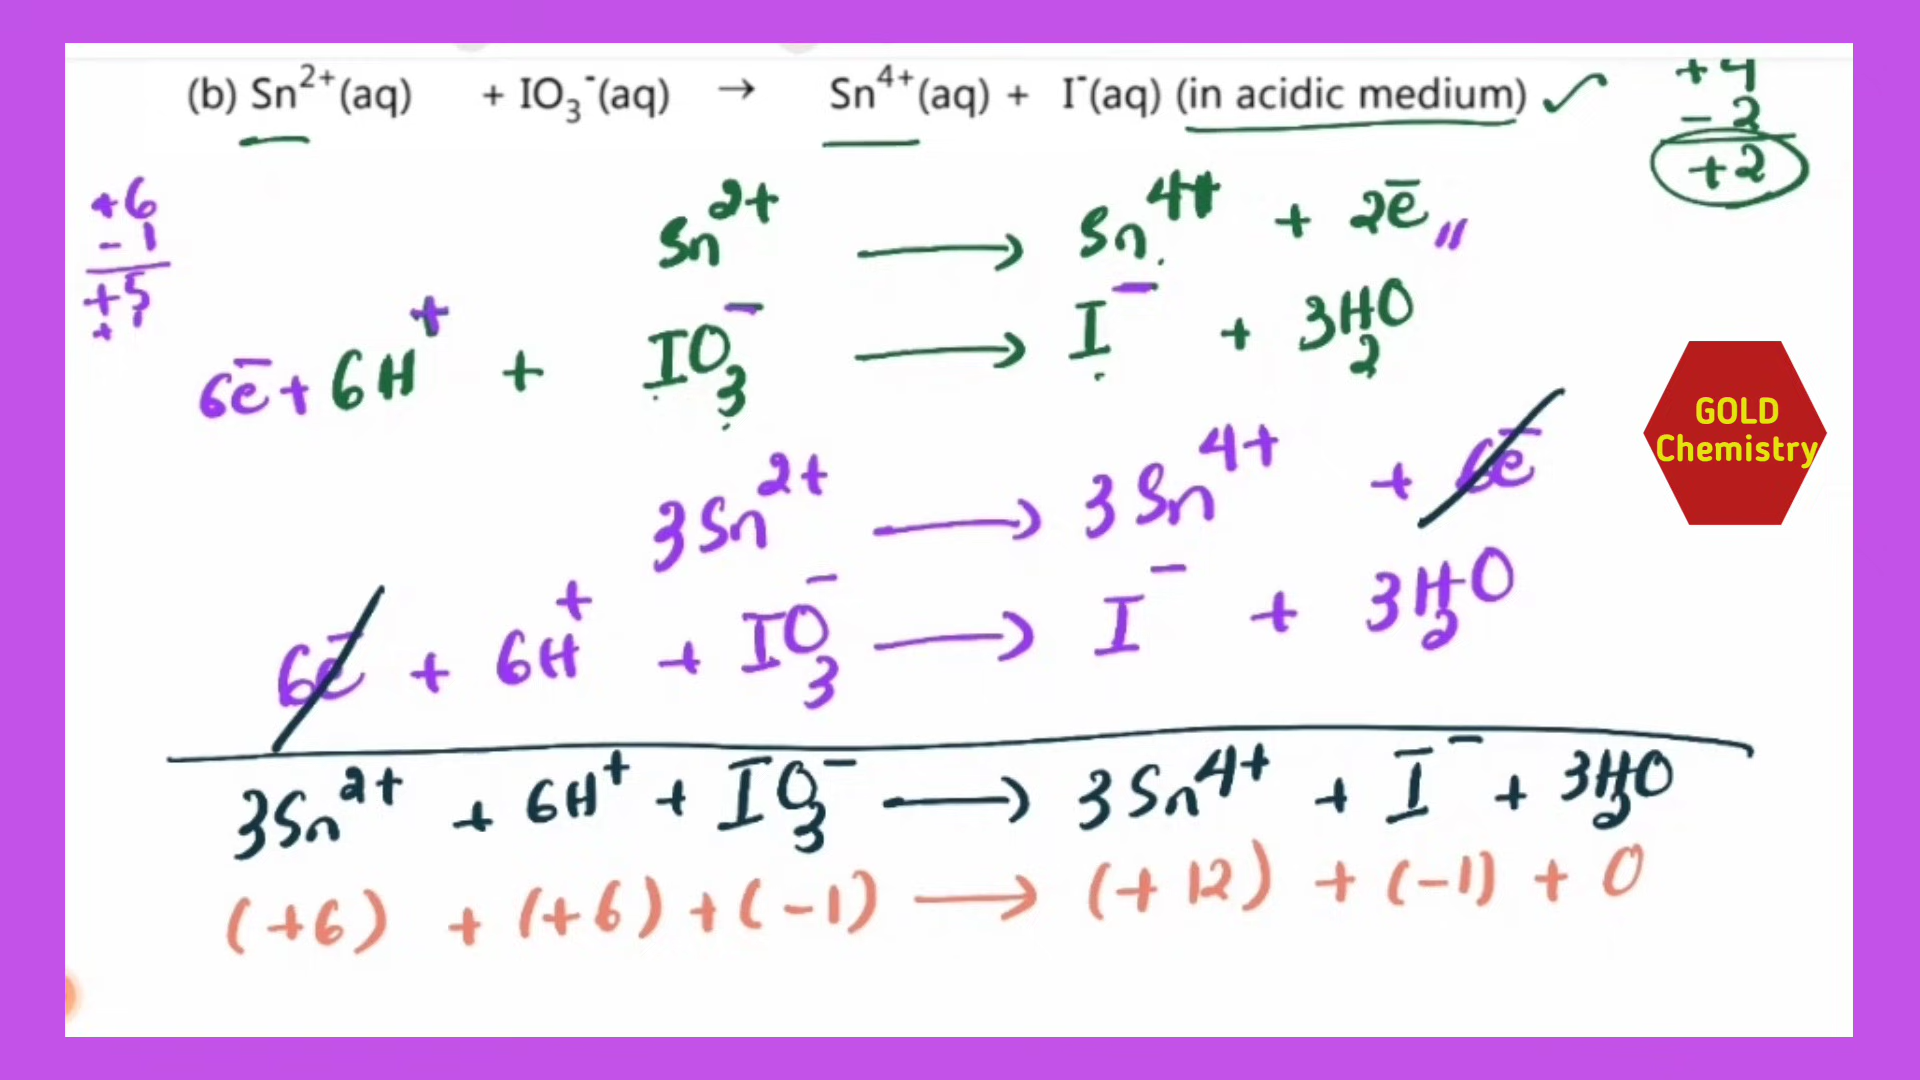 (b) Sn²⁺(aq) + IO₃⁻(aq) → Sn⁴⁺(aq) + I⁻(aq) (in acidic medium) ✓
+4
- 2
+2
+6
- 1
+5
Sn²⁺ → Sn⁴⁺ + 2e⁻ //
6e⁻ + 6H⁺ + IO₃⁻ → I⁻ + 3H₂O
GOLD
Chemistry
3Sn²⁺ → 3Sn⁴⁺ + 6e⁻
6e⁻ + 6H⁺ + IO₃⁻ → I⁻ + 3H₂O
3Sn²⁺ + 6H⁺ + IO₃⁻ → 3Sn⁴⁺ + I⁻ + 3H₂O
(+6) + (+6) + (-1) → (+12) + (-1) + 0